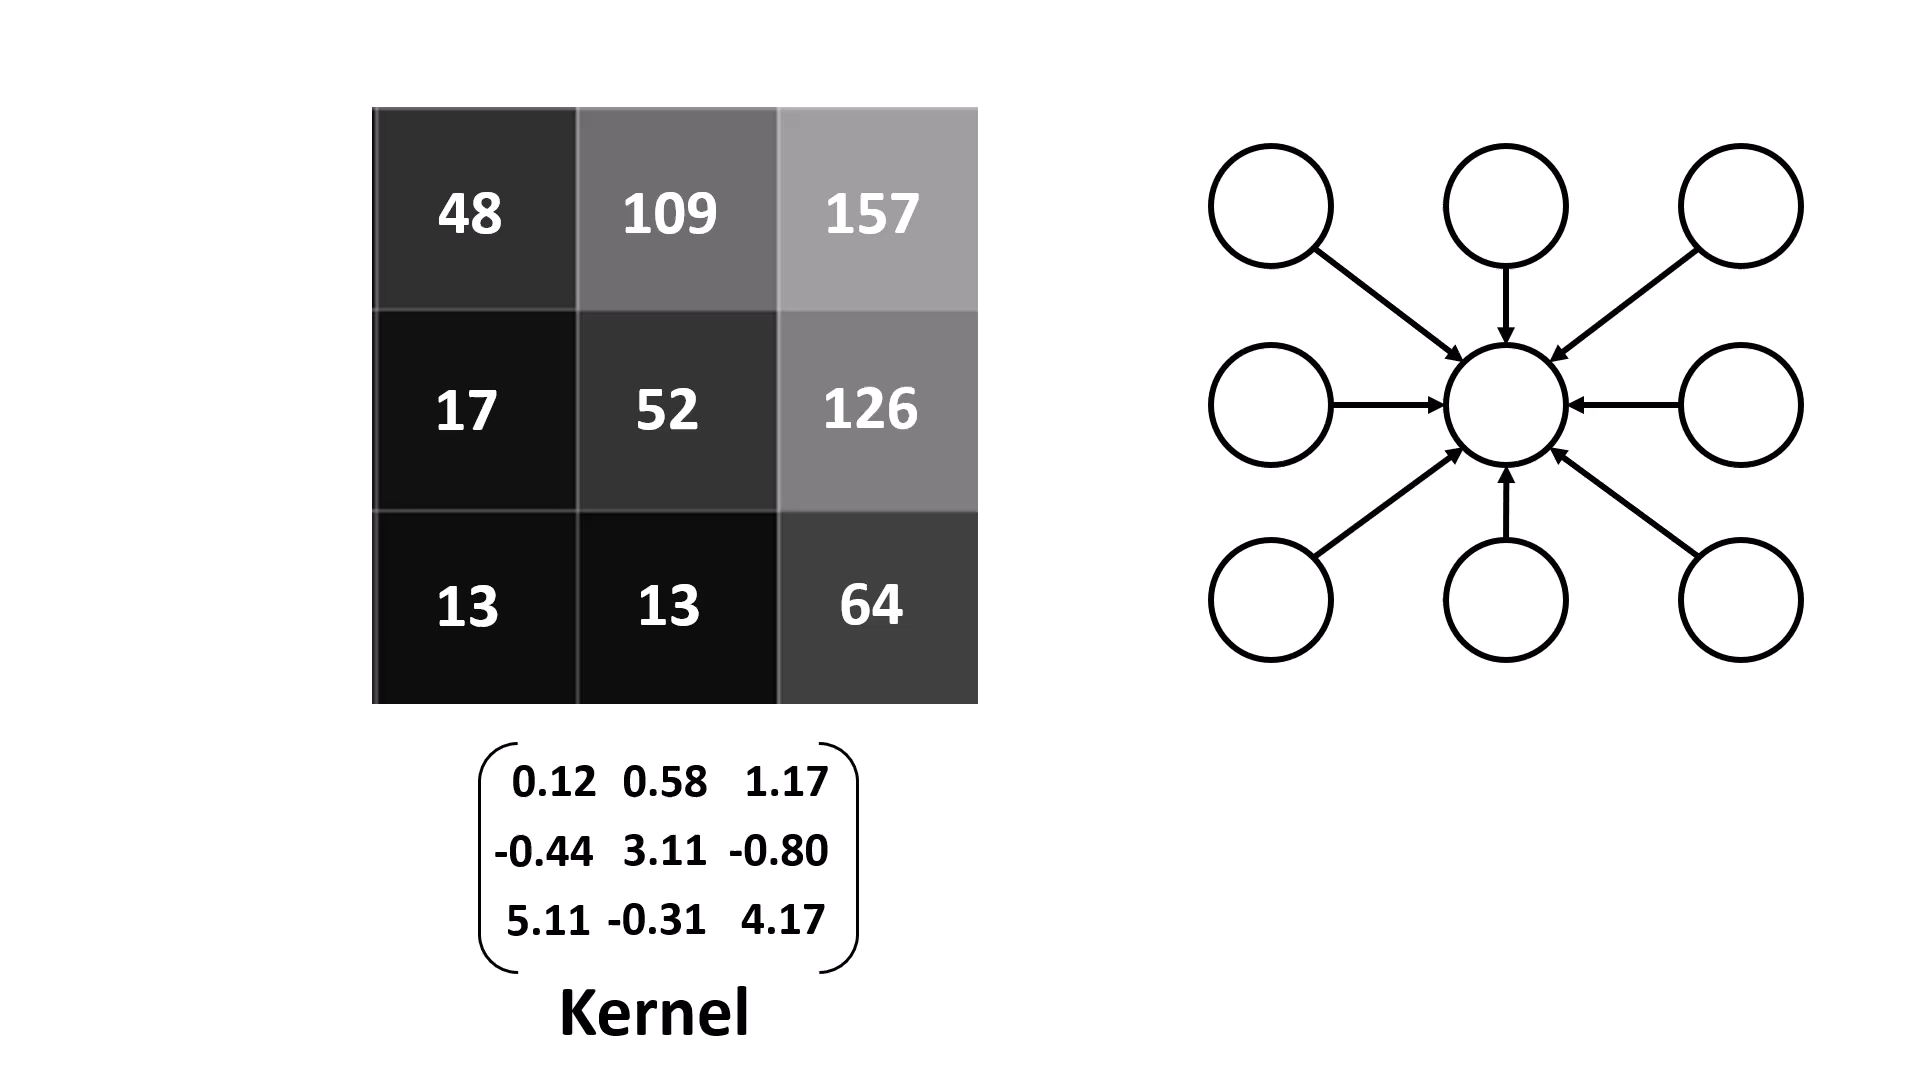 48 109 157
17 52 126
13 13 64
0.12 0.58 1.17
-0.44 3.11 -0.80
5.11 -0.31 4.17
Kernel